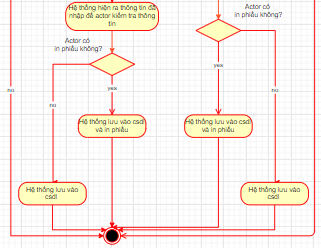 Hệ thống hiện ra thông tin đã
nhập để actor kiểm tra thông
tin
Actor có
in phiếu không?
Actor có
in phiếu không?
yes
yes
no
no
no
no
Hệ thống lưu vào csdl
và in phiếu
Hệ thống lưu vào csdl
và in phiếu
Hệ thống lưu vào
csdl
Hệ thống lưu vào
csdl